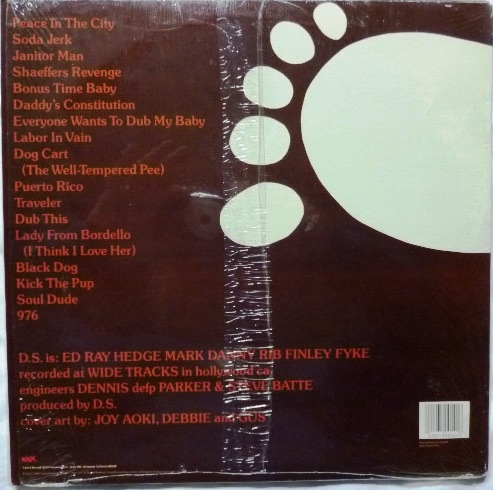 Peace In The City
Soda Jerk
Janitor Man
Shaeffers Revenge
Bonus Time Baby
Daddy's Constitution
Everyone Wants To Dub My Baby
Labor In Vain
Dog Cart
(The Well-Tempered Pee)
Puerto Rico
Traveler
Dub This
Lady From Bordello
(I Think I Love Her)
Black Dog
Kick The Pup
Soul Dude
976
D.S. is: ED RAY HEDGE MARK DANNY RIB FINLEY FYKE
recorded at WIDE TRACKS in hollywood ca.
engineers DENNIS defp PARKER & STEVE BATTE
produced by D.S.
cover art by: JOY AOKI, DEBBIE and GUS